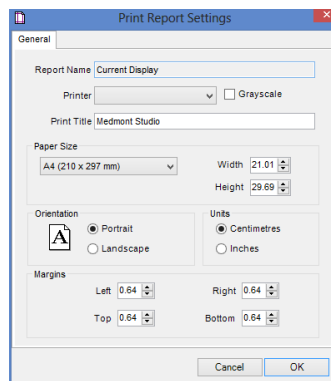 Print Report Settings
General
Report Name Current Display
Printer Grayscale
Print Title Medmont Studio
Paper Size
A4 (210 x 297 mm) Width 21.01
Height 29.69
Orientation Units
A Portrait Centimetres
Landscape Inches
Margins
Left 0.64 Right 0.64
Top 0.64 Bottom 0.64
Cancel OK